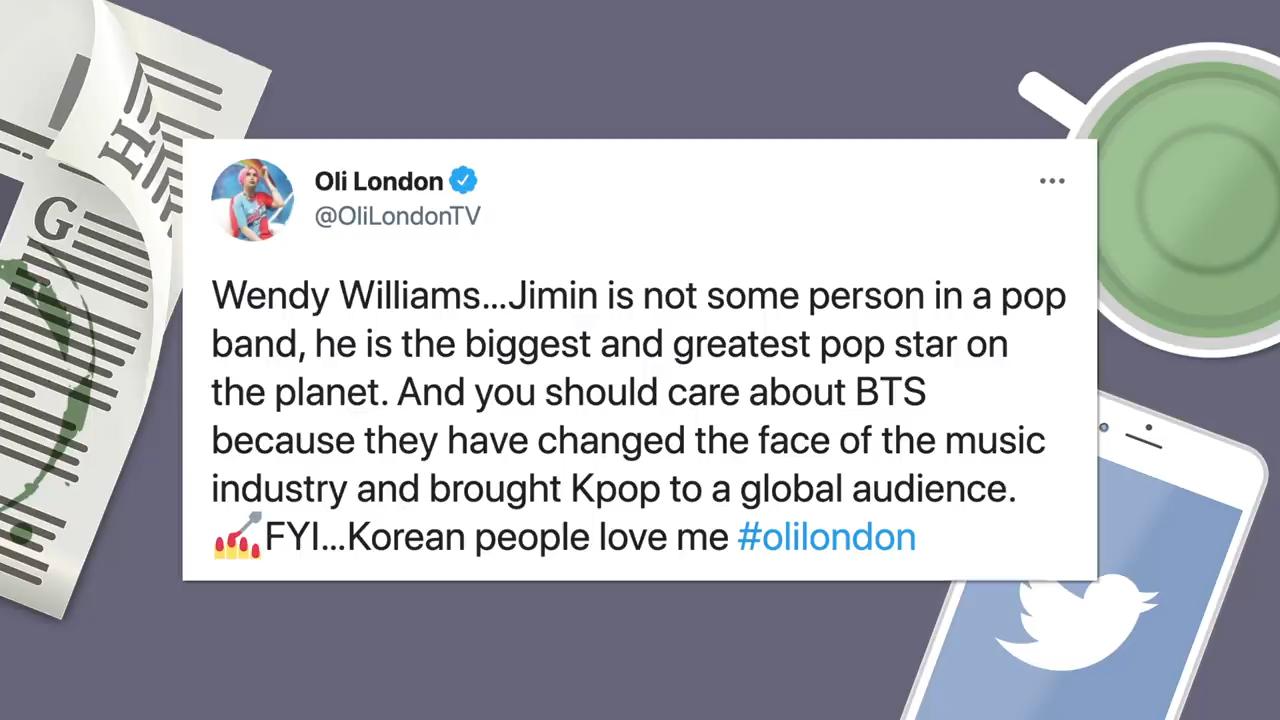 H
G
Oli London
@OliLondonTV
Wendy Williams...Jimin is not some person in a pop
band, he is the biggest and greatest pop star on
the planet. And you should care about BTS
because they have changed the face of the music
industry and brought Kpop to a global audience.
💅FYI...Korean people love me #olilondon